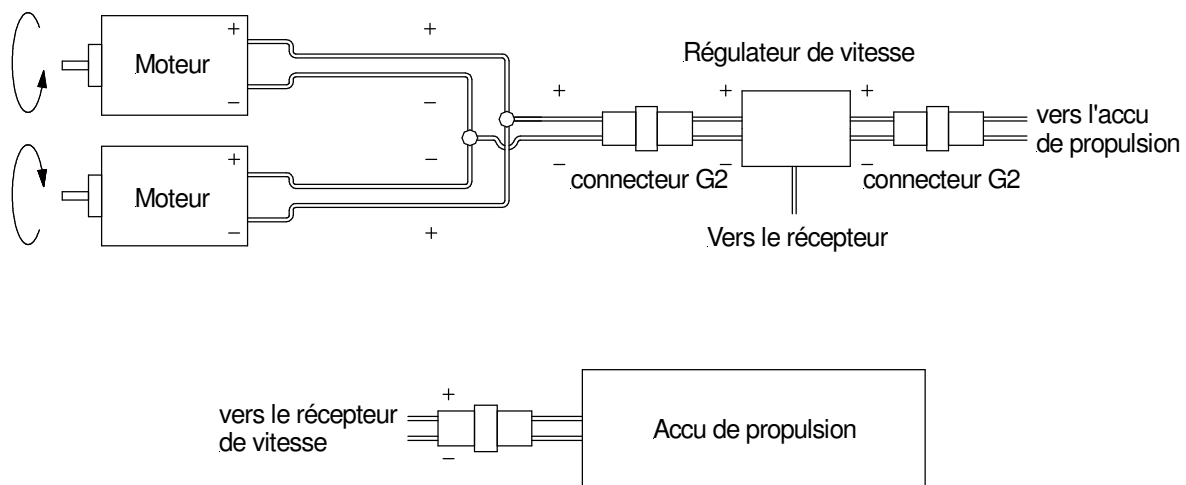 +
+
Moteur
−
−
+
Moteur
−
−
+
+
−
Régulateur de vitesse
+
−
+
−
connecteur G2
connecteur G2
vers l'accu
de propulsion
Vers le récepteur
vers le récepteur
de vitesse
+
−
Accu de propulsion